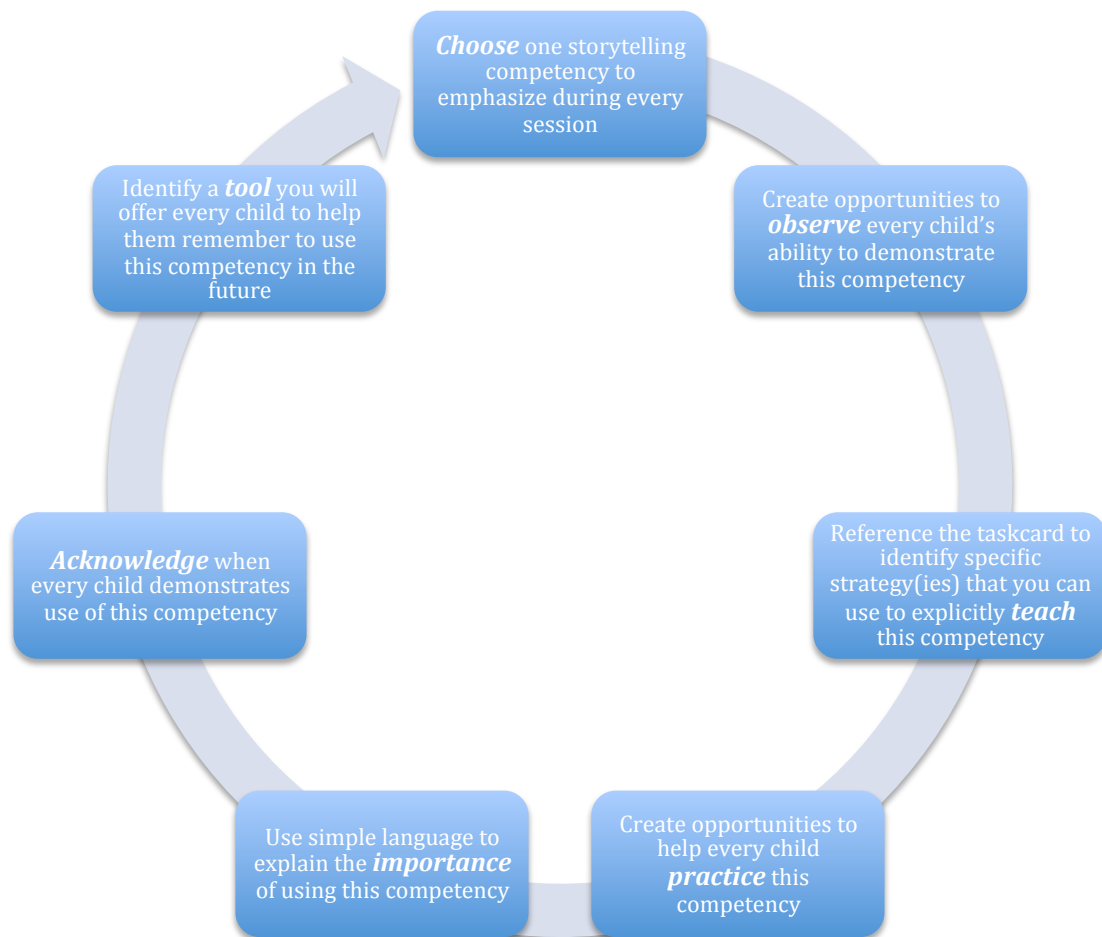 Choose one storytelling
competency to
emphasize during every
session
Create opportunities to
observe every child’s
ability to demonstrate
this competency
Reference the taskcard to
identify specific
strategy(ies) that you can
use to explicitly teach
this competency
Create opportunities to
help every child
practice this
competency
Use simple language to
explain the importance
of using this competency
Acknowledge when
every child demonstrates
use of this competency
Identify a tool you will
offer every child to help
them remember to use
this competency in the
future